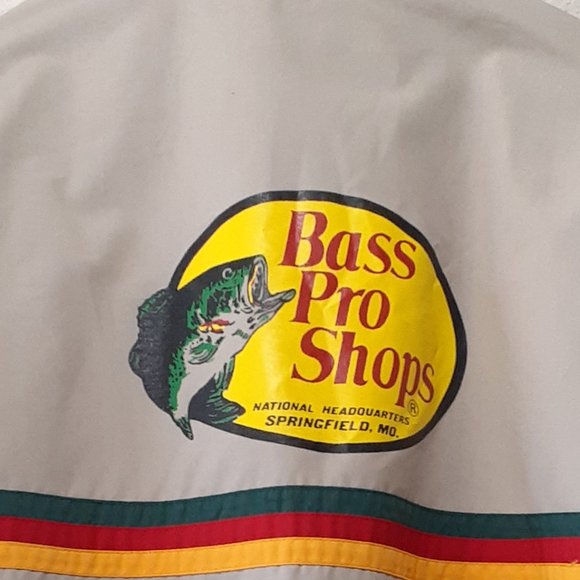 Bass
Pro
Shops
®
NATIONAL HEADQUARTERS
SPRINGFIELD, MO.